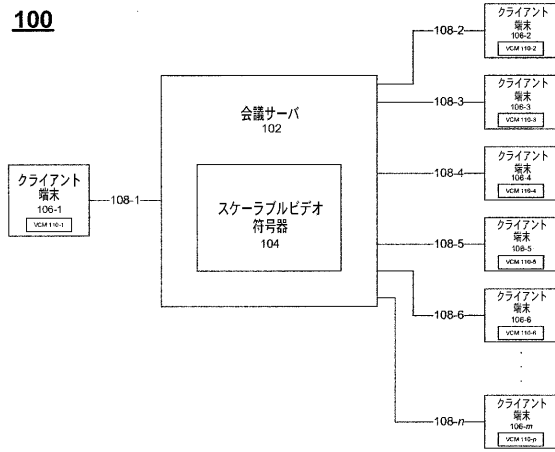 100
クライアント
端末
106-1
VCM 110-1
108-1
会議サーバ
102
スケーラブルビデオ
符号器
104
108-2
クライアント
端末
106-2
VCM 110-2
108-3
クライアント
端末
106-3
VCM 110-3
108-4
クライアント
端末
106-4
VCM 110-4
108-5
クライアント
端末
106-5
VCM 110-5
108-6
クライアント
端末
106-6
VCM 110-6
108-n
クライアント
端末
106-m
VCM 110-p